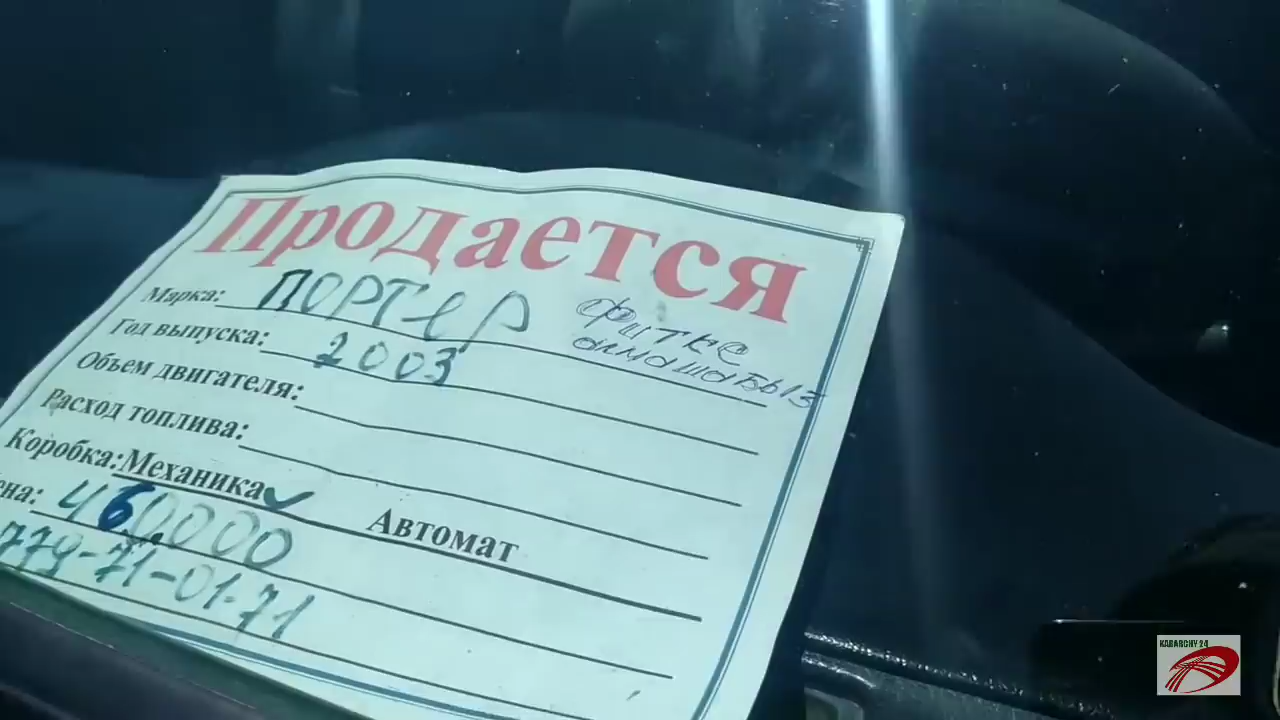 Продается
Марка: ПОРТЕР
фитке
алмашабыз
Год выпуска: 2003
Объем двигателя:
Расход топлива:
Коробка: Механика ✓ Автомат
ена: 460000
779-71-01-71
KABARCHY 24